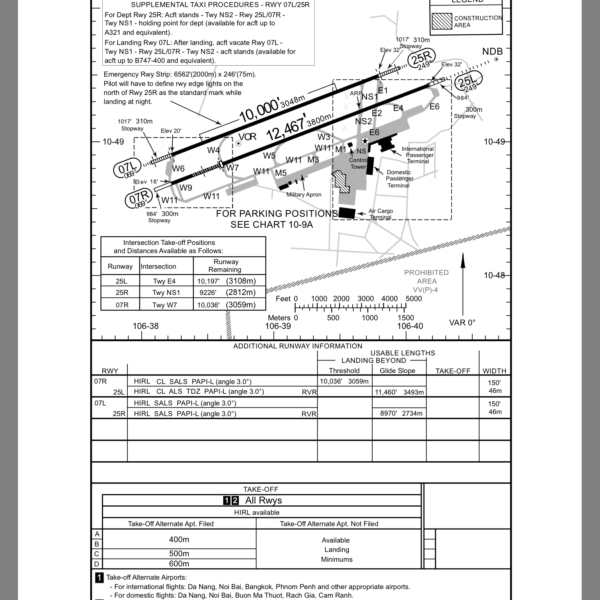 SUPPLEMENTAL TAXI PROCEDURES - RWY 07L/25R
For Dept Rwy 25R: Acft stands - Twy NS2 - Rwy 25L/07R -
Twy NS1 - holding point for dept (available for acft up to
A321 and equivalent).
For Landing Rwy 07L: After landing, acft vacate Rwy 07L -
Twy NS1 - Rwy 25L/07R - Twy NS2 - acft stands (available for
acft up to B747-400 and equivalent).
Emergency Rwy Strip: 6562'(2000m) x 246'(75m).
Pilot will have to define rwy edge lights on the
north of Rwy 25R as the standard mark while
landing at night.
LEGEND
CONSTRUCTION
AREA
NDB
1017' 310m
Stopway
Elev 32'
25R
249°
Elev 32'
25L
249°
984'
300m
Stopway
10,000' 3048m
12,467' 3800m
ARP
NS1
E1
NS2
E2
E4
E6
E6
1017' 310m
Stopway
Elev 20'
VOR
W3
10-49
10-49
W4
W5
W11
M1
NS
M3
Control
Tower
International
Passenger
Terminal
07L
069°
W6
W7
W11
M5
Domestic
Passenger
Terminal
Elev 18'
W9
W11
Military Apron
07R
069°
W11
984' 300m
Stopway
Air Cargo
Terminal
FOR PARKING POSITIONS
SEE CHART 10-9A
Intersection Take-off Positions
and Distances Available as Follows:
Runway Intersection Runway Remaining
25L Twy E4 10,197' (3108m)
25R Twy NS1 9226' (2812m)
07R Twy W7 10,036' (3059m)
PROHIBITED
AREA
VV(P)-4
10-48
VAR 0°
Feet 0 1000 2000 3000 4000 5000
Meters 0 500 1000 1500
106-38 106-39 106-40
ADDITIONAL RUNWAY INFORMATION
USABLE LENGTHS
LANDING BEYOND
RWY Threshold Glide Slope TAKE-OFF WIDTH
07R HIRL CL SALS PAPI-L (angle 3.0°) 10,036' 3059m 150'
25L HIRL CL ALS TDZ PAPI-L (angle 3.0°) RVR 11,460' 3493m 46m
07L HIRL SALS PAPI-L (angle 3.0°) 150'
25R HIRL SALS PAPI-L (angle 3.0°) RVR 8970' 2734m 46m
TAKE-OFF
1 2 All Rwys
HIRL available
Take-Off Alternate Apt. Filed Take-Off Alternate Apt. Not Filed
A
B
400m
C 500m
D 600m
Available
Landing
Minimums
1 Take-off Alternate Airports:
- For international flights: Da Nang, Noi Bai, Bangkok, Phnom Penh and other appropriate airports.
- For domestic flights: Da Nang, Noi Bai, Buon Ma Thuot, Rach Gia, Cam Ranh.